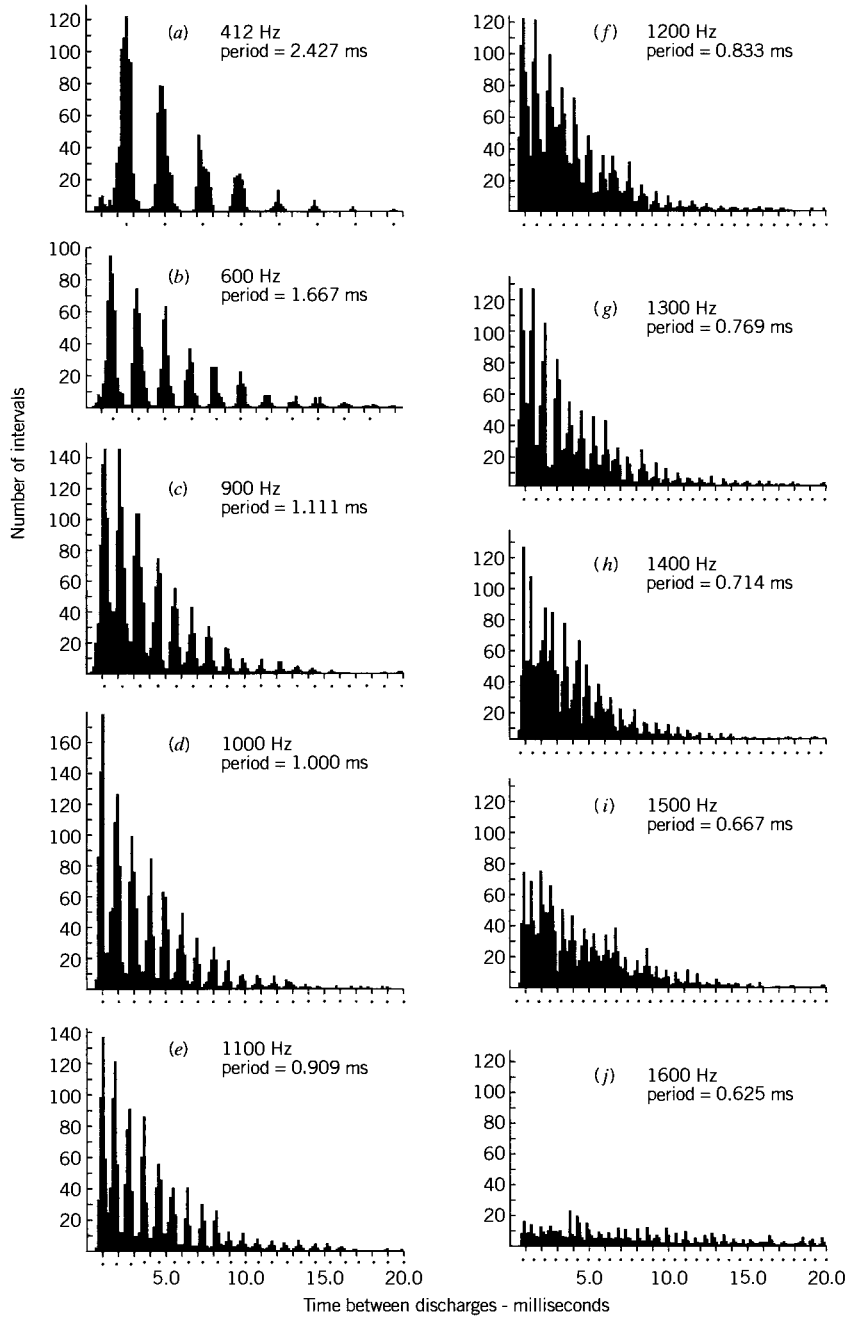 Number of intervals
120
100
80
60
40
20
(a) 412 Hz
period = 2.427 ms
100
80
60
40
20
(b) 600 Hz
period = 1.667 ms
140
120
100
80
60
40
20
(c) 900 Hz
period = 1.111 ms
160
140
120
100
80
60
40
20
(d) 1000 Hz
period = 1.000 ms
140
120
100
80
60
40
20
(e) 1100 Hz
period = 0.909 ms
5.0 10.0 15.0 20.0
120
100
80
60
40
20
(f) 1200 Hz
period = 0.833 ms
120
100
80
60
40
20
(g) 1300 Hz
period = 0.769 ms
120
100
80
60
40
20
(h) 1400 Hz
period = 0.714 ms
120
100
80
60
40
20
(i) 1500 Hz
period = 0.667 ms
120
100
80
60
40
20
(j) 1600 Hz
period = 0.625 ms
5.0 10.0 15.0 20.0
Time between discharges - milliseconds